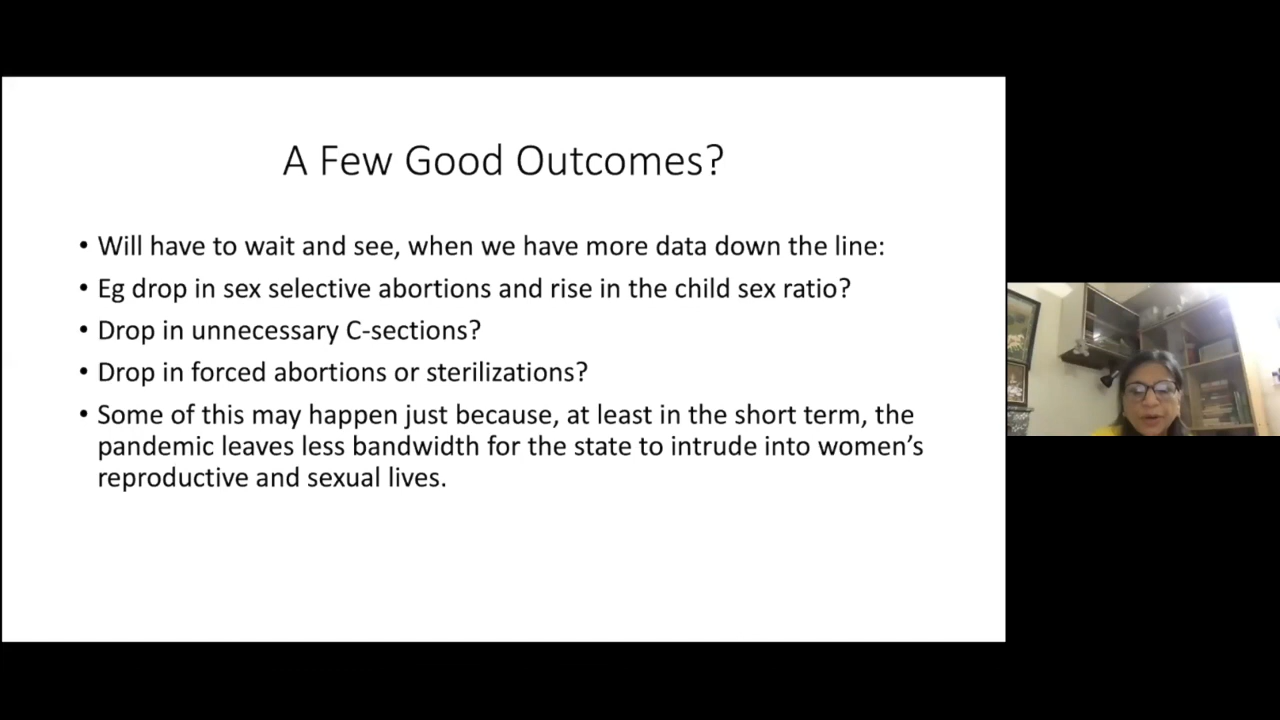 A Few Good Outcomes?
• Will have to wait and see, when we have more data down the line:
• Eg drop in sex selective abortions and rise in the child sex ratio?
• Drop in unnecessary C-sections?
• Drop in forced abortions or sterilizations?
• Some of this may happen just because, at least in the short term, the
pandemic leaves less bandwidth for the state to intrude into women’s
reproductive and sexual lives.